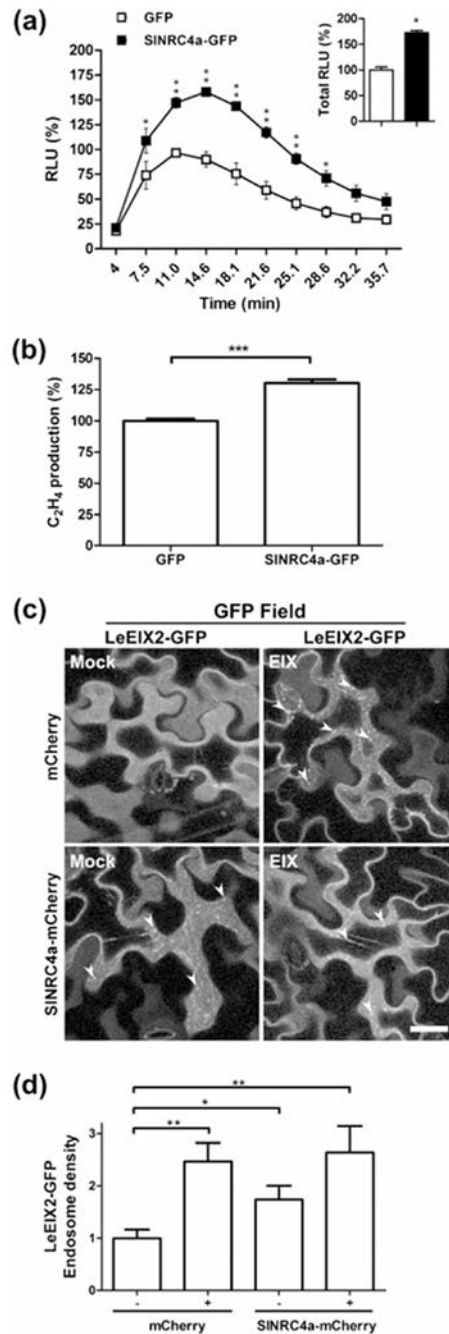 (a)
GFP
SlNRC4a-GFP
RLU (%)
200
175
150
125
100
75
50
25
0
4
7.5
11.0
14.6
18.1
21.6
25.1
28.6
32.2
35.7
Time (min)
Total RLU (%)
200
150
100
50
0
*
*
**
**
**
**
**
**
*
(b)
C2H4 production (%)
150
125
100
75
50
25
0
***
GFP
SlNRC4a-GFP
(c)
GFP Field
LeEIX2-GFP LeEIX2-GFP
mCherry
Mock
EIX
SlNRC4a-mCherry
Mock
EIX
(d)
LeEIX2-GFP
Endosome density
3
2
1
0
**
*
**
- + - +
mCherry SlNRC4a-mCherry